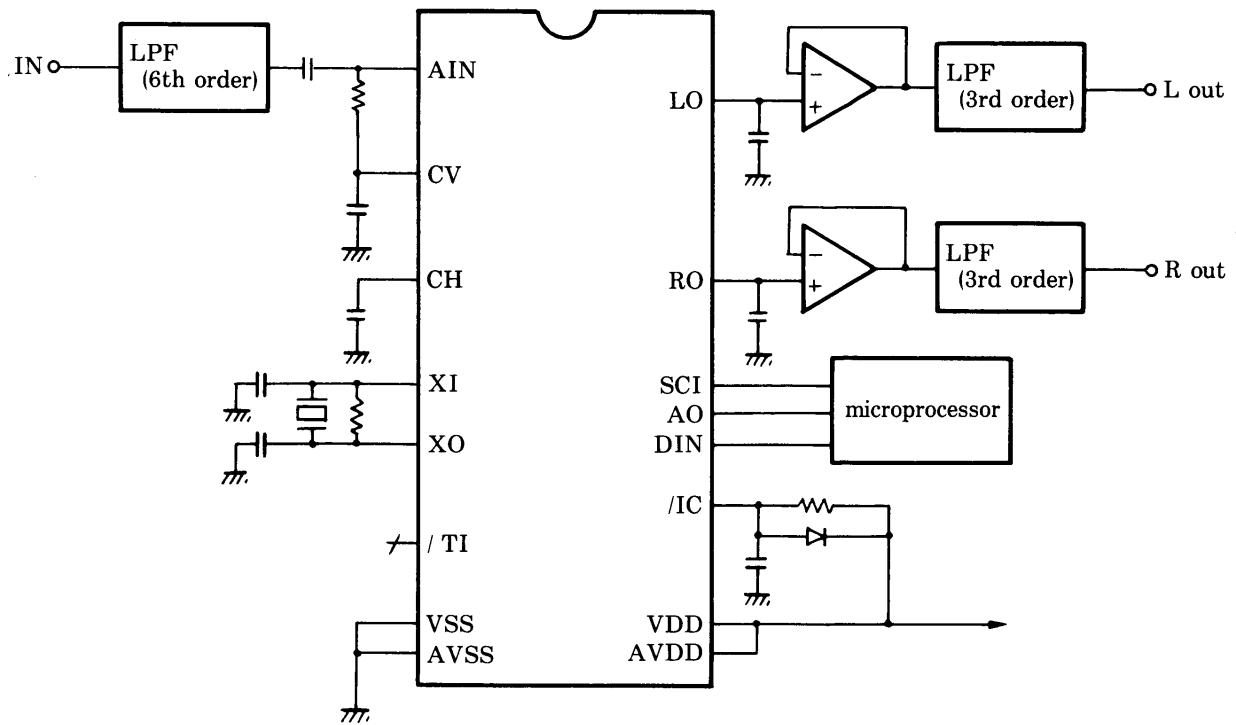 IN
LPF
(6th order)
AIN
CV
CH
XI
XO
/ TI
VSS
AVSS
LO
−
+
LPF
(3rd order)
L out
RO
−
+
LPF
(3rd order)
R out
SCI
AO
DIN
microprocessor
/IC
VDD
AVDD